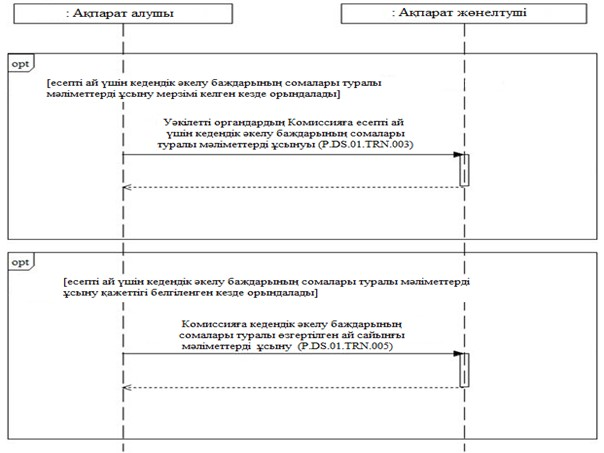 : Ақпарат алушы
: Ақпарат жөнелтуші
opt
[есепті ай үшін кедендік әкелу баждарының сомалары туралы
мәліметтерді ұсыну мерзімі келген кезде орындалады]
Уәкілетті органдардың Комиссияға есепті ай
үшін кедендік әкелу баждарының сомалары
туралы мәліметтерді ұсынуы (P.DS.01.TRN.003)
opt
[есепті ай үшін кедендік әкелу баждарының сомалары туралы мәліметтерді
ұсыну қажеттігі белгіленген кезде орындалады]
Комиссияға кедендік әкелу баждарының
сомалары туралы өзгертілген ай сайынғы
мәліметтерді ұсыну (P.DS.01.TRN.005)